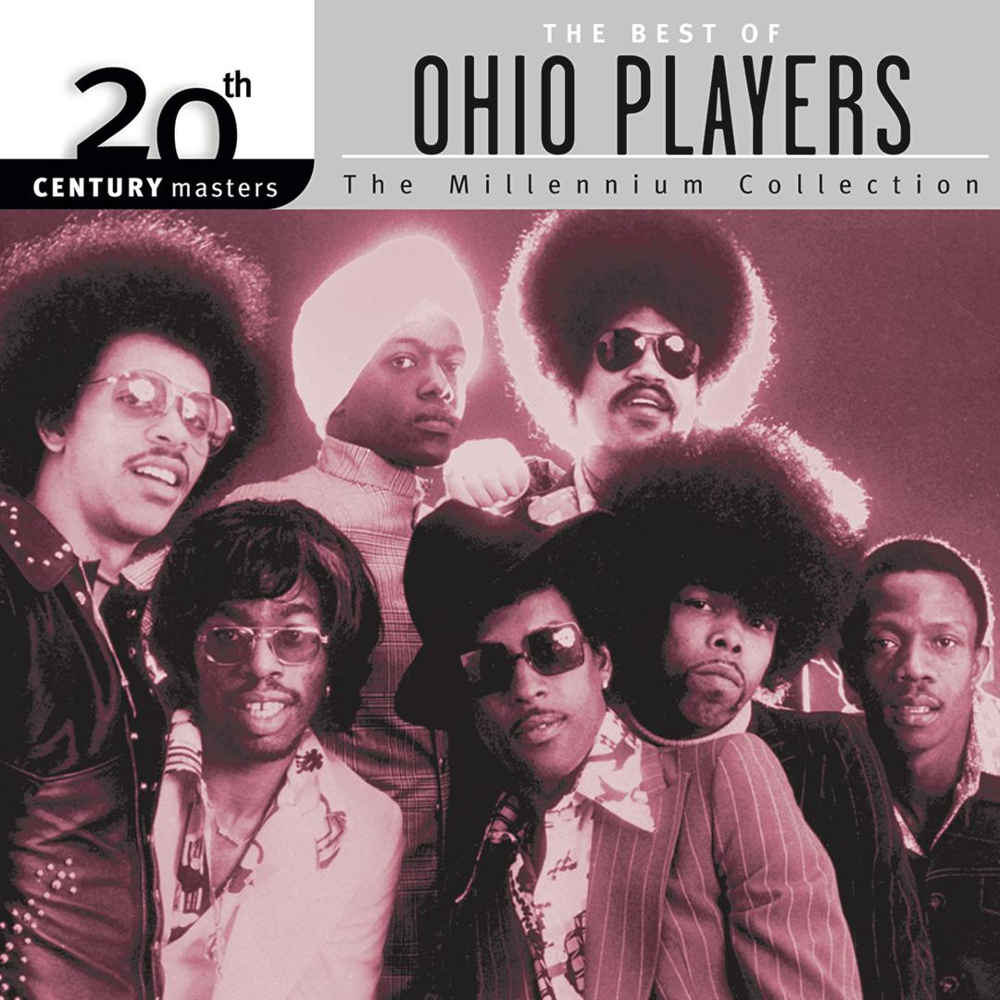 20th
CENTURY masters
THE BEST OF
OHIO PLAYERS
The Millennium Collection